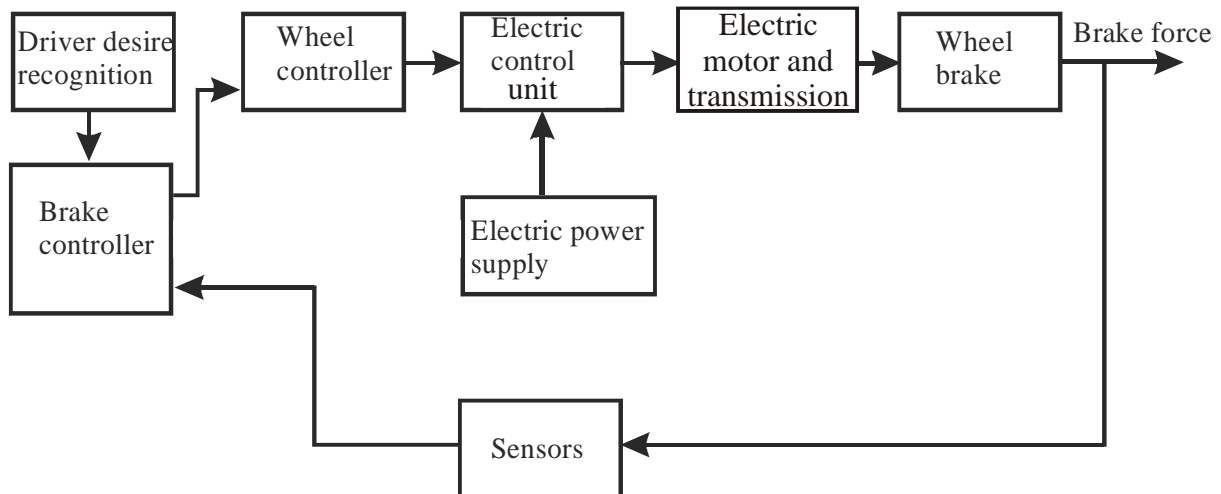 Driver desire
recognition
Wheel
controller
Electric
control
unit
Electric
motor and
transmission
Wheel
brake
Brake force
Brake
controller
Electric power
supply
Sensors